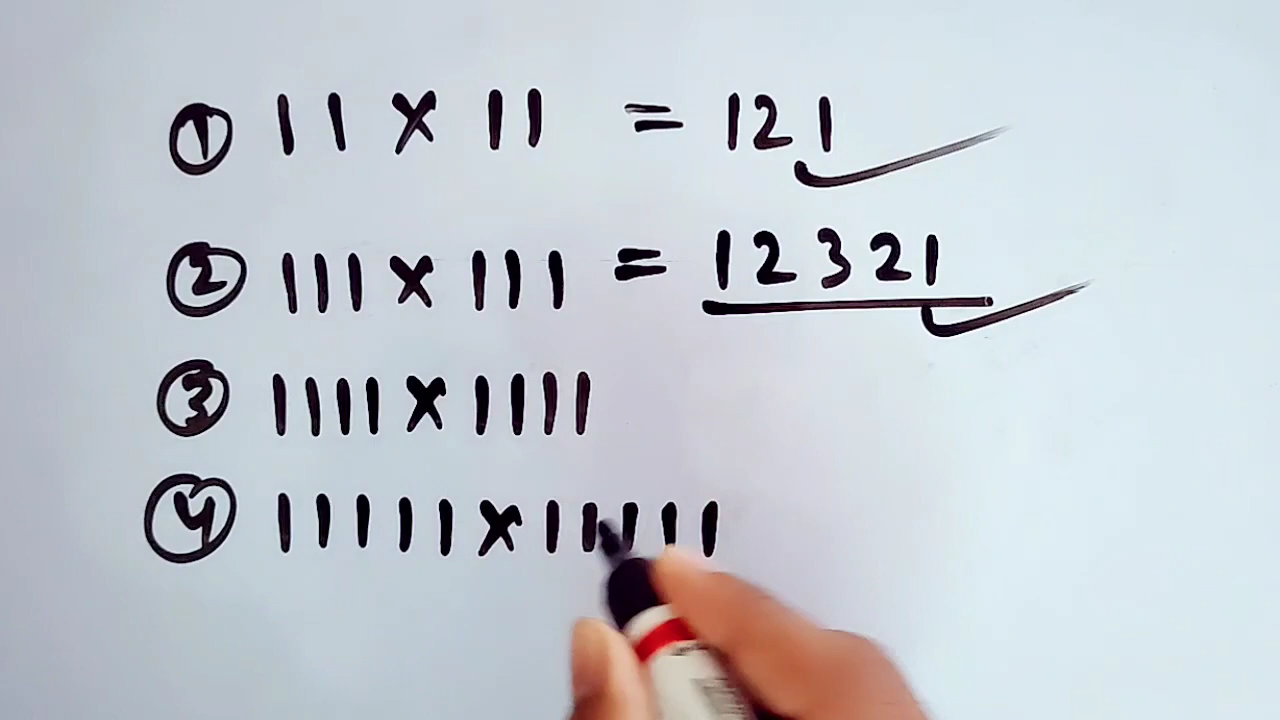 ① 11 × 11 = 121
② 111 × 111 = 12321
③ 1111 × 1111
④ 11111 × 11111